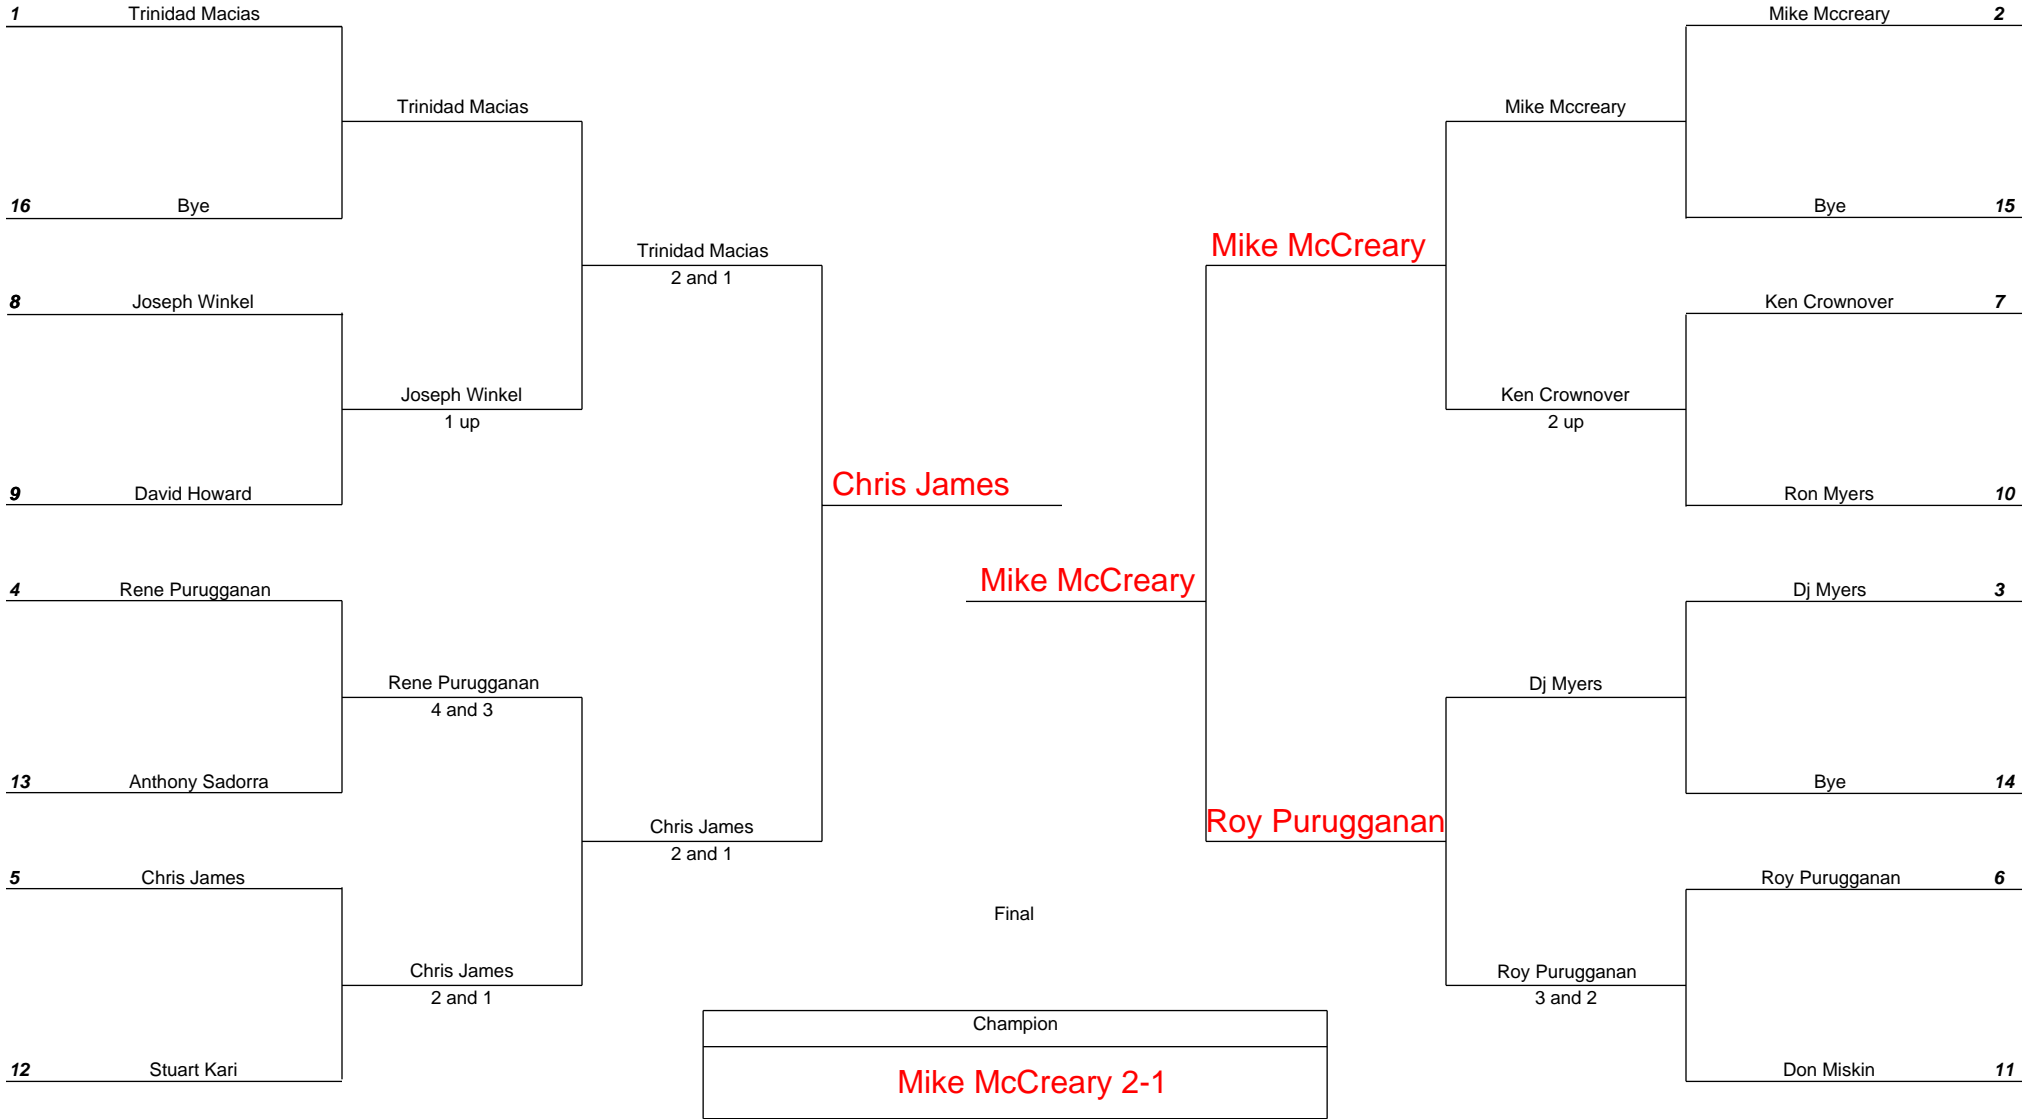 1 Trinidad Macias
Mike Mccreary 2
Trinidad Macias
Mike Mccreary
16 Bye
Bye 15
Trinidad Macias
2 and 1
Mike McCreary
8 Joseph Winkel
Ken Crownover 7
Joseph Winkel
1 up
Ken Crownover
2 up
9 David Howard
Chris James
Ron Myers 10
4 Rene Purugganan
Mike McCreary
Dj Myers 3
Rene Purugganan
4 and 3
Dj Myers
13 Anthony Sadorra
Bye 14
Chris James
2 and 1
Roy Purugganan
5 Chris James
Roy Purugganan 6
Final
Chris James
2 and 1
Roy Purugganan
3 and 2
Champion
12 Stuart Kari
Mike McCreary 2-1
Don Miskin 11